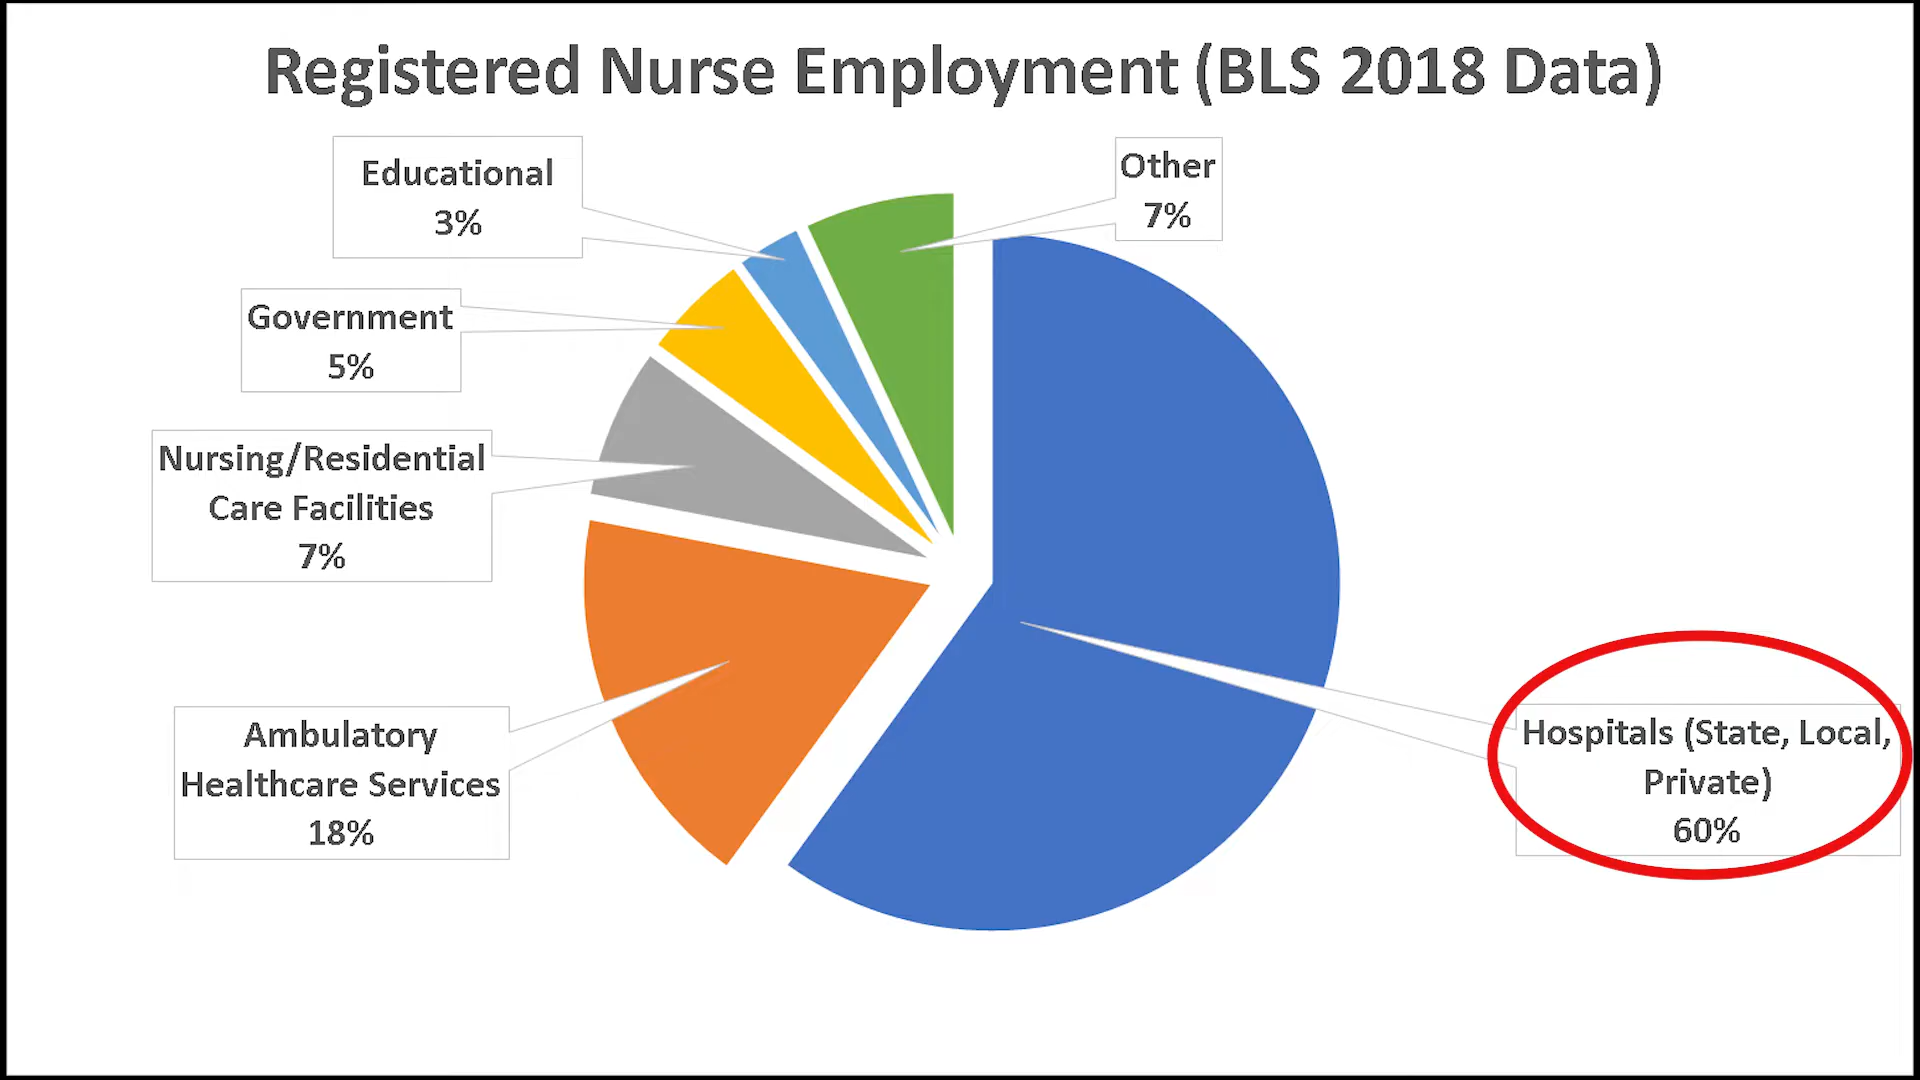 Registered Nurse Employment (BLS 2018 Data)
Educational
3%
Other
7%
Government
5%
Nursing/Residential
Care Facilities
7%
Ambulatory
Healthcare Services
18%
Hospitals (State, Local,
Private)
60%